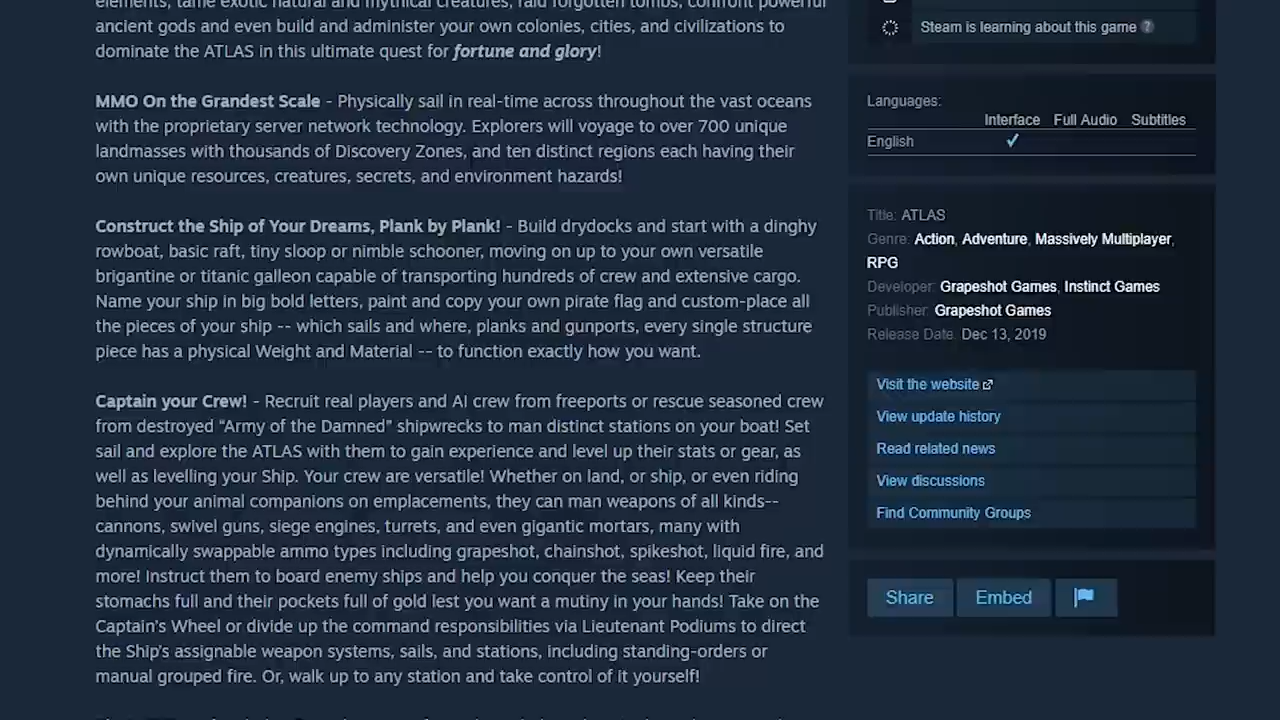 elements, tame exotic natural and mythical creatures, raid forgotten tombs, confront powerful
ancient gods and even build and administer your own colonies, cities, and civilizations to
dominate the ATLAS in this ultimate quest for fortune and glory!
MMO On the Grandest Scale - Physically sail in real-time across throughout the vast oceans
with the proprietary server network technology. Explorers will voyage to over 700 unique
landmasses with thousands of Discovery Zones, and ten distinct regions each having their
own unique resources, creatures, secrets, and environment hazards!
Construct the Ship of Your Dreams, Plank by Plank! - Build drydocks and start with a dinghy
rowboat, basic raft, tiny sloop or nimble schooner, moving on up to your own versatile
brigantine or titanic galleon capable of transporting hundreds of crew and extensive cargo.
Name your ship in big bold letters, paint and copy your own pirate flag and custom-place all
the pieces of your ship -- which sails and where, planks and gunports, every single structure
piece has a physical Weight and Material -- to function exactly how you want.
Captain your Crew! - Recruit real players and AI crew from freeports or rescue seasoned crew
from destroyed “Army of the Damned” shipwrecks to man distinct stations on your boat! Set
sail and explore the ATLAS with them to gain experience and level up their stats or gear, as
well as levelling your Ship. Your crew are versatile! Whether on land, or ship, or even riding
behind your animal companions on emplacements, they can man weapons of all kinds--
cannons, swivel guns, siege engines, turrets, and even gigantic mortars, many with
dynamically swappable ammo types including grapeshot, chainshot, spikeshot, liquid fire, and
more! Instruct them to board enemy ships and help you conquer the seas! Keep their
stomachs full and their pockets full of gold lest you want a mutiny in your hands! Take on the
Captain’s Wheel or divide up the command responsibilities via Lieutenant Podiums to direct
the Ship’s assignable weapon systems, sails, and stations, including standing-orders or
manual grouped fire. Or, walk up to any station and take control of it yourself!
Steam is learning about this game ?
Languages:
Interface Full Audio Subtitles
English ✓
Title: ATLAS
Genre: Action, Adventure, Massively Multiplayer,
RPG
Developer: Grapeshot Games, Instinct Games
Publisher: Grapeshot Games
Release Date: Dec 13, 2019
Visit the website
View update history
Read related news
View discussions
Find Community Groups
Share Embed